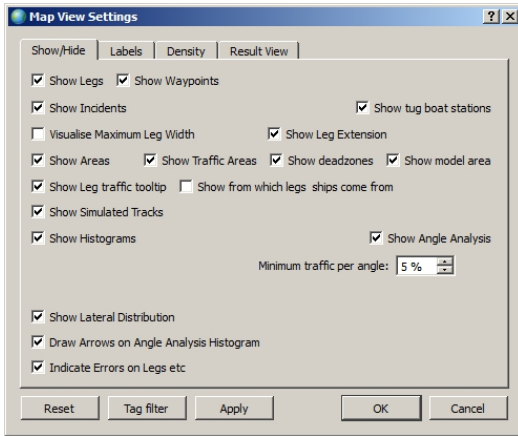 Map View Settings
Show/Hide Labels Density Result View
Show Legs Show Waypoints
Show Incidents Show tug boat stations
Visualise Maximum Leg Width Show Leg Extension
Show Areas Show Traffic Areas Show deadzones Show model area
Show Leg traffic tooltip Show from which legs ships come from
Show Simulated Tracks
Show Histograms Show Angle Analysis
Minimum traffic per angle: 5 %
Show Lateral Distribution
Draw Arrows on Angle Analysis Histogram
Indicate Errors on Legs etc
Reset Tag filter Apply OK Cancel